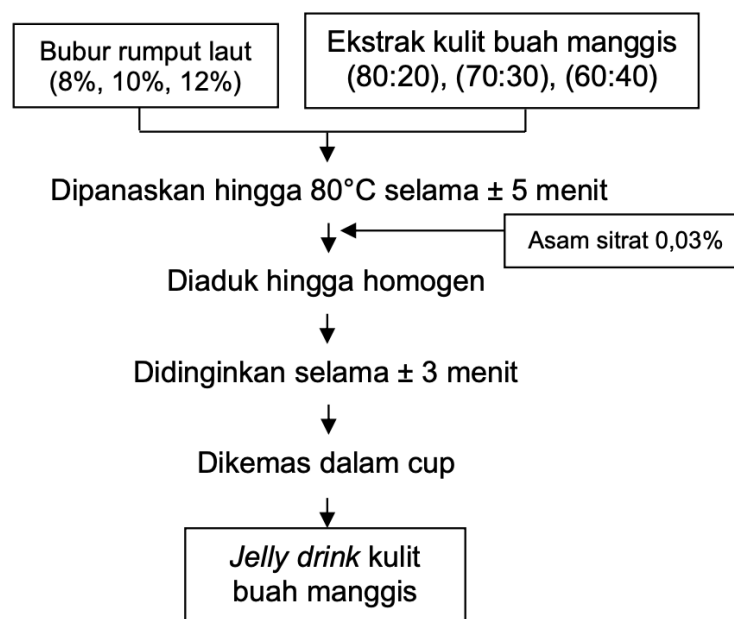 Bubur rumput laut
(8%, 10%, 12%)
Ekstrak kulit buah manggis
(80:20), (70:30), (60:40)
Dipanaskan hingga 80°C selama ± 5 menit
Asam sitrat 0,03%
Diaduk hingga homogen
Didinginkan selama ± 3 menit
Dikemas dalam cup
Jelly drink kulit
buah manggis